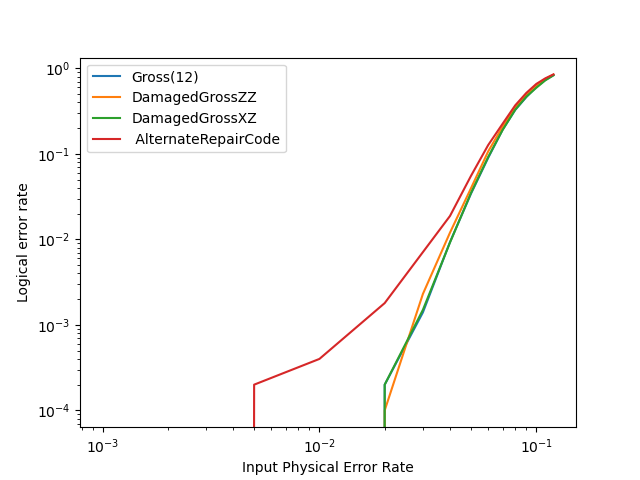 10⁰
10⁻¹
10⁻²
10⁻³
10⁻⁴
Logical error rate
Gross(12)
DamagedGrossZZ
DamagedGrossXZ
AlternateRepairCode
10⁻³ 10⁻² 10⁻¹
Input Physical Error Rate